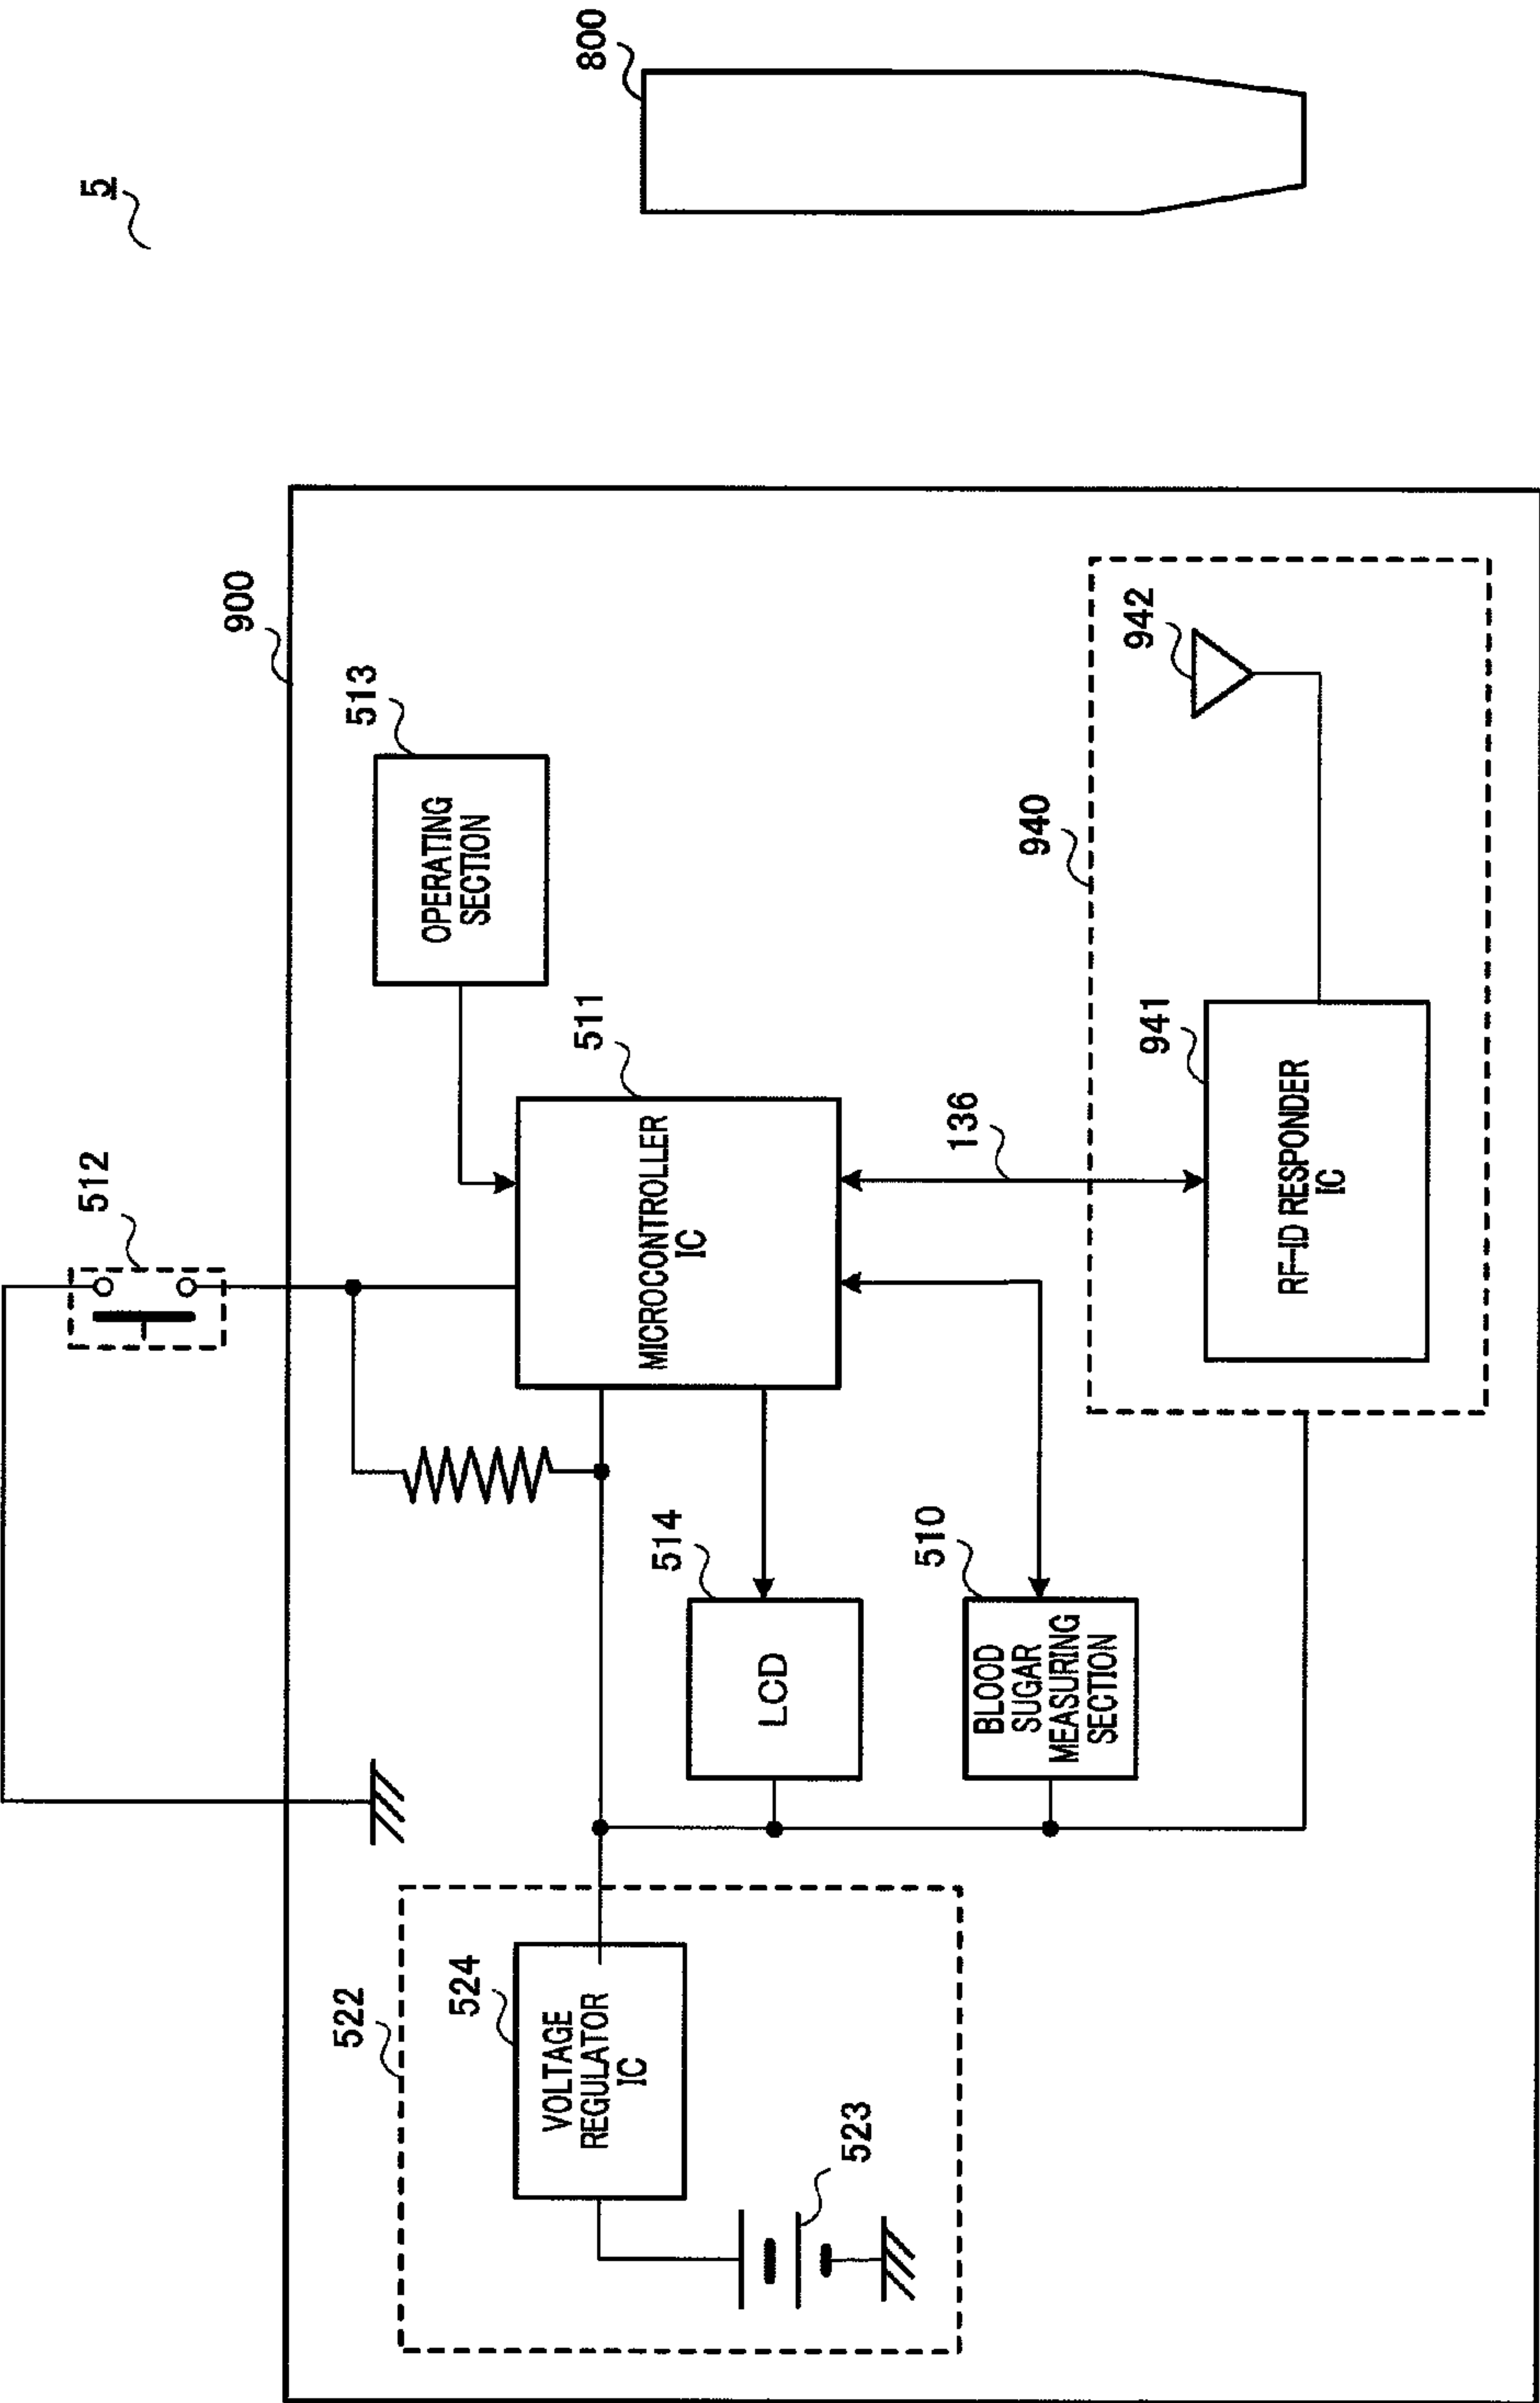 5
800
900
512
513
OPERATING
SECTION
511
MICROCONTROLLER
IC
522
524
VOLTAGE
REGULATOR
IC
523
514
LCD
510
BLOOD
SUGAR
MEASURING
SECTION
136
940
941
RF-ID RESPONDER
IC
942